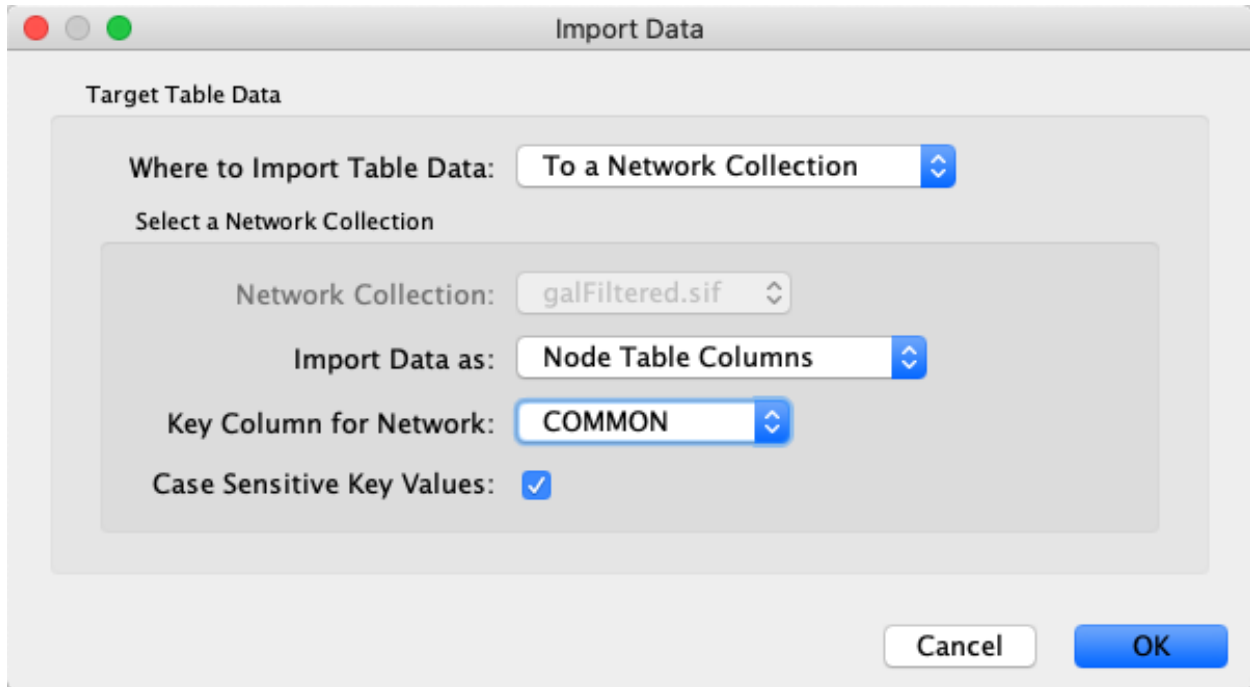 Import Data
Target Table Data
Where to Import Table Data: To a Network Collection
Select a Network Collection
Network Collection: galFiltered.sif
Import Data as: Node Table Columns
Key Column for Network: COMMON
Case Sensitive Key Values:
Cancel OK